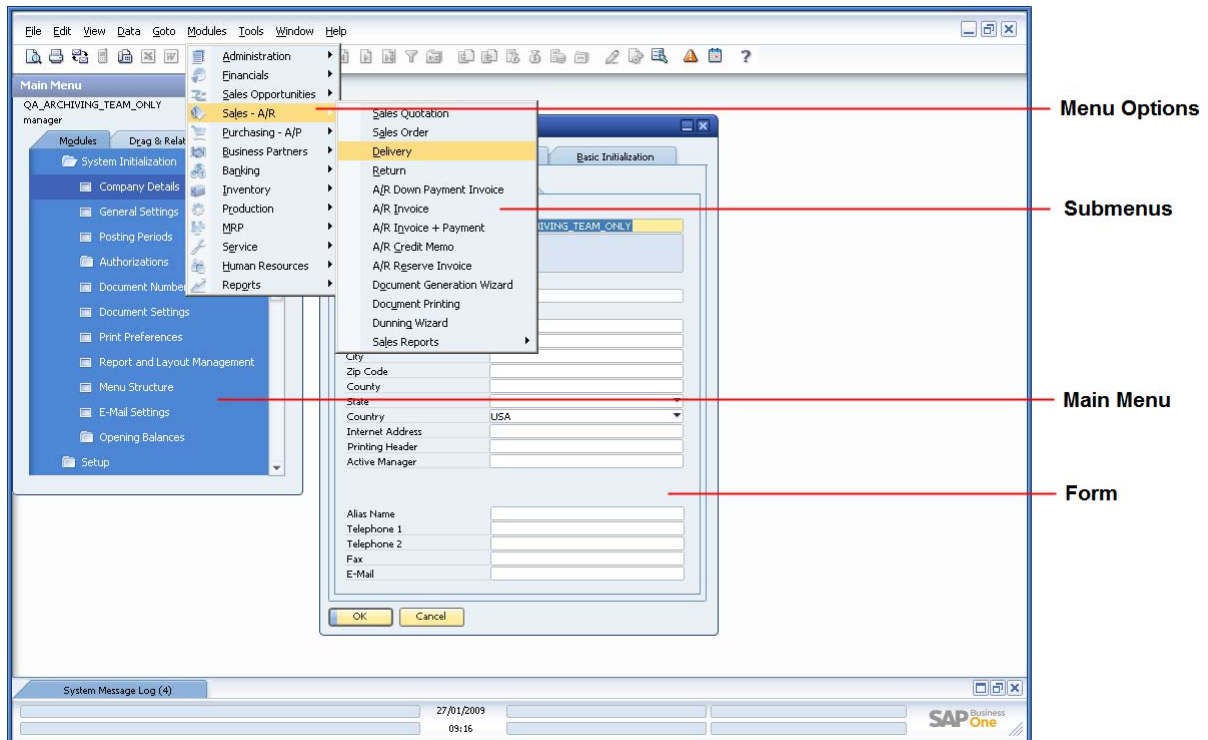 File Edit View Data Goto Modules Tools Window Help
Main Menu
QA_ARCHIVING_TEAM_ONLY
manager
Modules Drag & Relat
System Initialization
Company Details
General Settings
Posting Periods
Authorizations
Document Number
Document Settings
Print Preferences
Report and Layout Management
Menu Structure
E-Mail Settings
Opening Balances
Setup
Administration
Financials
Sales Opportunities
Sales - A/R
Purchasing - A/P
Business Partners
Banking
Inventory
Production
MRP
Service
Human Resources
Reports
Sales Quotation
Sales Order
Delivery
Return
A/R Down Payment Invoice
A/R Invoice
A/R Invoice + Payment
A/R Credit Memo
A/R Reserve Invoice
Document Generation Wizard
Document Printing
Dunning Wizard
Sales Reports
Basic Initialization
IVING_TEAM_ONLY
City
Zip Code
County
State
Country USA
Internet Address
Printing Header
Active Manager
Alias Name
Telephone 1
Telephone 2
Fax
E-Mail
OK Cancel
Menu Options
Submenus
Main Menu
Form
System Message Log (4)
27/01/2009
09:16
SAP Business One